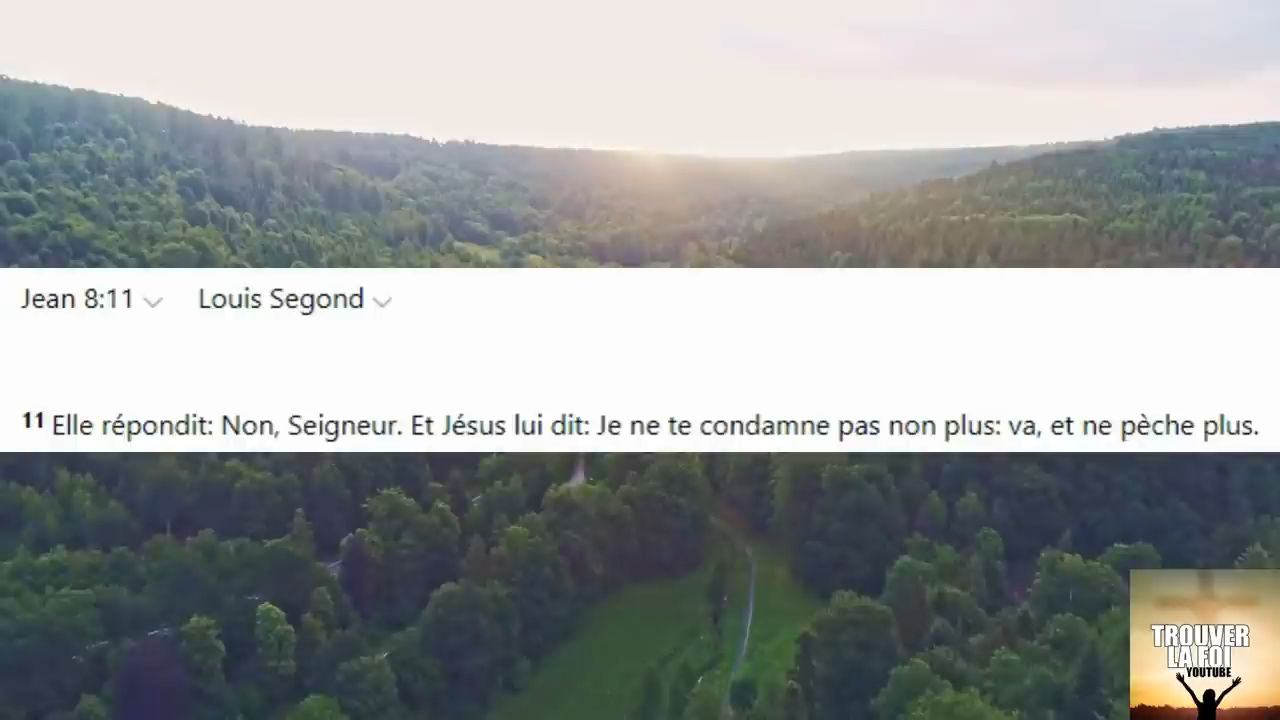 Jean 8:11 Louis Segond
11 Elle répondit: Non, Seigneur. Et Jésus lui dit: Je ne te condamne pas non plus: va, et ne pèche plus.
TROUVER
LA FOI
YOUTUBE